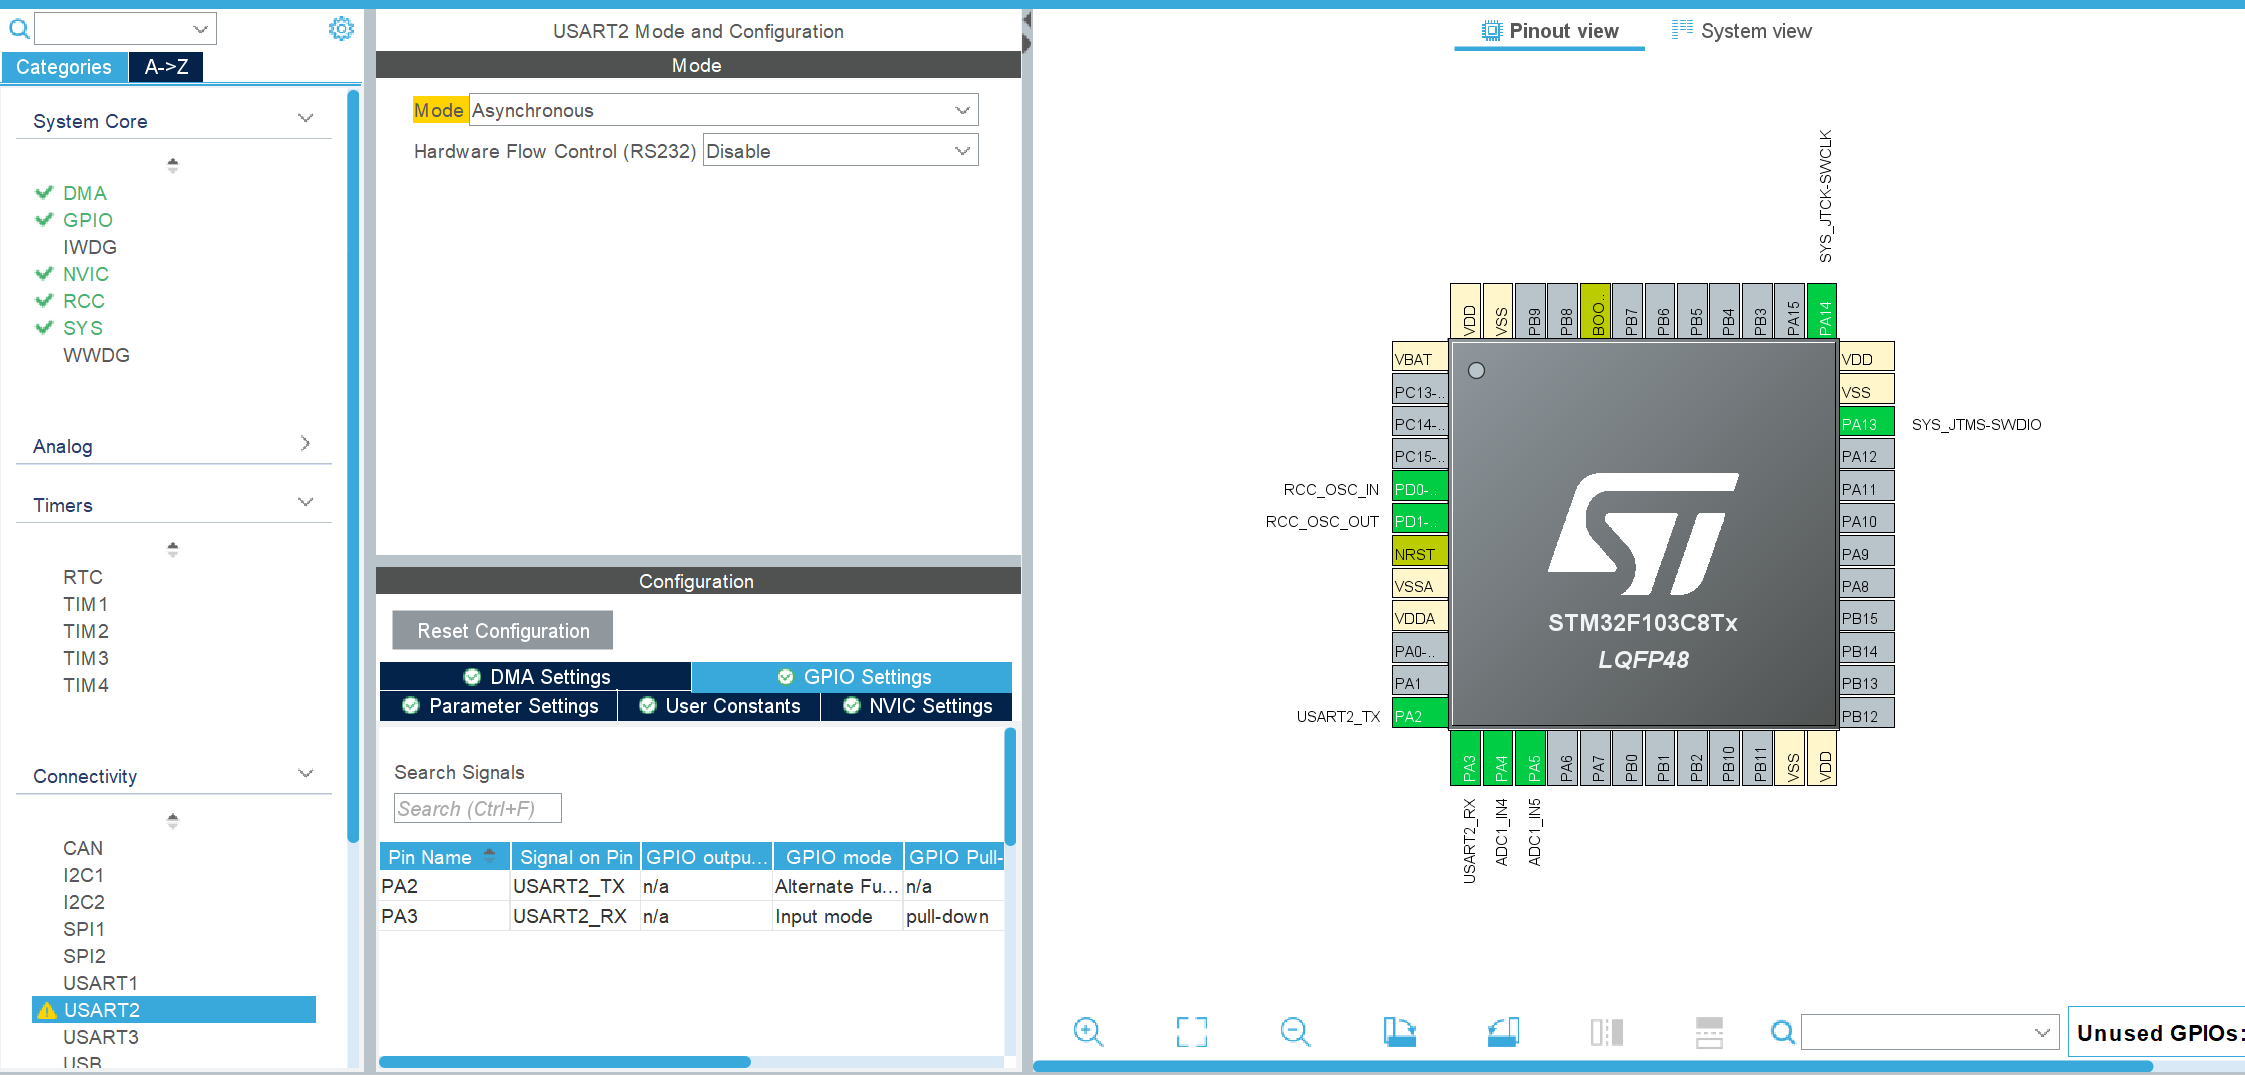 Categories
A->Z
System Core
DMA
GPIO
IWDG
NVIC
RCC
SYS
WWDG
Analog
Timers
RTC
TIM1
TIM2
TIM3
TIM4
Connectivity
CAN
I2C1
I2C2
SPI1
SPI2
USART1
USART2
USART3
USB
USART2 Mode and Configuration
Mode
Mode Asynchronous
Hardware Flow Control (RS232) Disable
Configuration
Reset Configuration
DMA Settings
GPIO Settings
Parameter Settings
User Constants
NVIC Settings
Search Signals
Search (Ctrl+F)
Pin Name Signal on Pin GPIO outpu... GPIO mode GPIO Pull-
PA2 USART2_TX n/a Alternate Fu... n/a
PA3 USART2_RX n/a Input mode pull-down
Pinout view
System view
SYS_JTCK-SWCLK
VDD
VSS
PB9
PB8
BOO..
PB7
PB6
PB5
PB4
PB3
PA15
PA14
VBAT
PC13-..
PC14-..
PC15-..
RCC_OSC_IN PD0-..
RCC_OSC_OUT PD1-..
NRST
VSSA
VDDA
PA0-..
PA1
USART2_TX PA2
STM32F103C8Tx
LQFP48
VDD
VSS
PA13 SYS_JTMS-SWDIO
PA12
PA11
PA10
PA9
PA8
PB15
PB14
PB13
PB12
PA3
PA4
PA5
PA6
PA7
PB0
PB1
PB2
PB10
PB11
VSS
VDD
USART2_RX
ADC1_IN4
ADC1_IN5
Unused GPIOs: